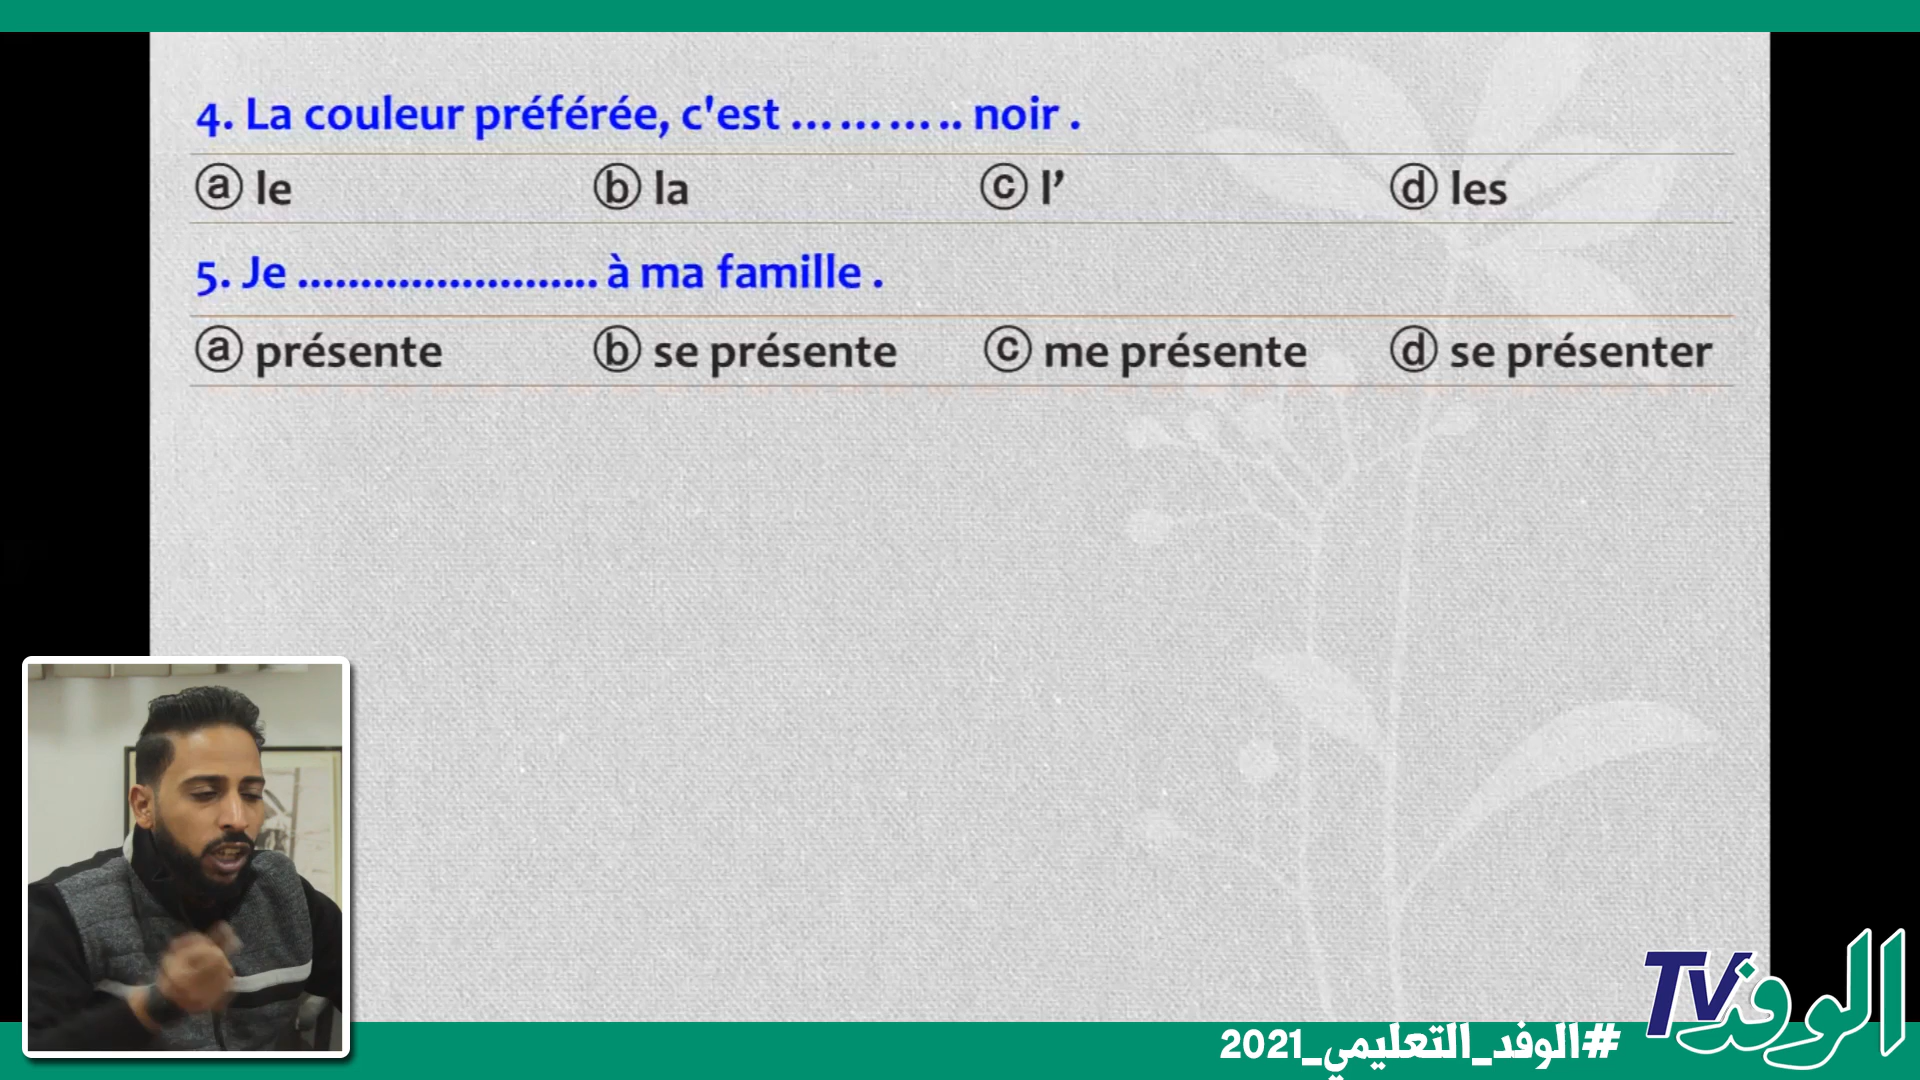 4. La couleur préférée, c'est ............ noir .
ⓐ le ⓑ la ⓒ l’ ⓓ les
5. Je ........................ à ma famille .
ⓐ présente ⓑ se présente ⓒ me présente ⓓ se présenter
الوفد TV
#الوفد_التعليمي_2021